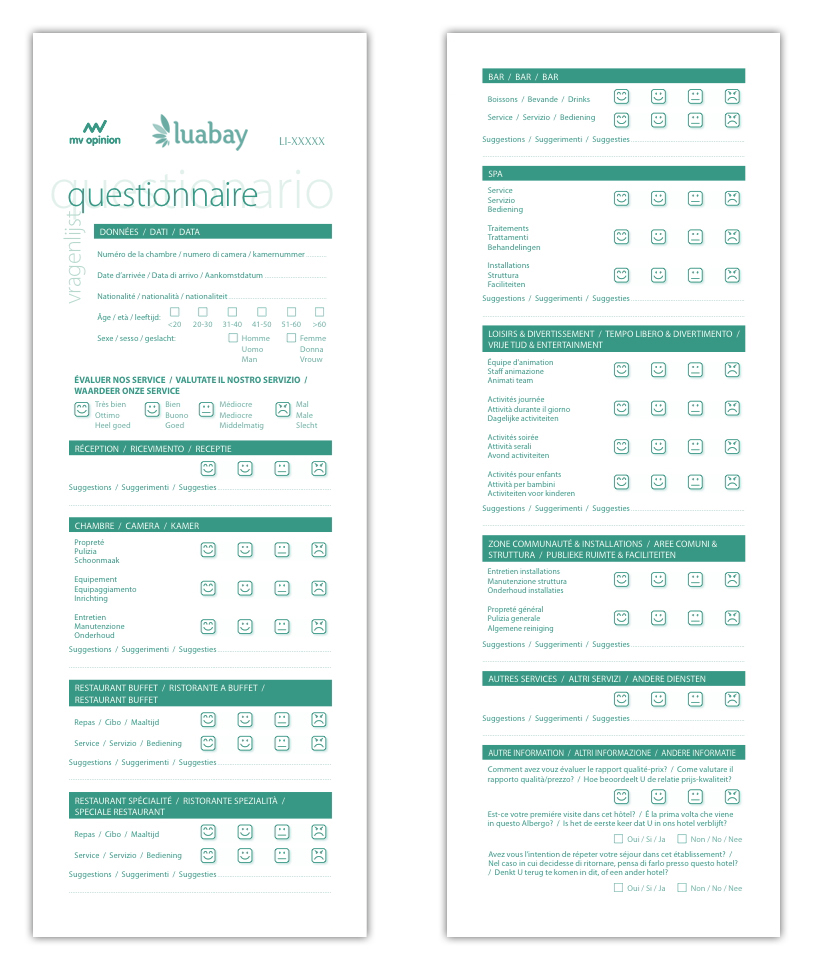 my opinion
luabay
LI-XXXXX
questionario
questionnaire
vragenlijst
DONNÉES / DATI / DATA
Numéro de la chambre / numero di camera / kamernummer
Date d'arrivée / Data di arrivo / Aankomstdatum
Nationalité / nationalità / nationaliteit
Âge / età / leeftijd:
<20 20-30 31-40 41-50 51-60 >60
Sexe / sesso / geslacht: Homme Femme
Uomo Donna
Man Vrouw
ÉVALUER NOS SERVICE / VALUTATE IL NOSTRO SERVIZIO /
WAARDEER ONZE SERVICE
Très bien Bien Médiocre Mal
Ottimo Buono Mediocre Male
Heel goed Goed Middelmatig Slecht
RÉCEPTION / RICEVIMENTO / RECEPTIE
Suggestions / Suggerimenti / Suggesties
CHAMBRE / CAMERA / KAMER
Propreté
Pulizia
Schoonmaak
Equipement
Equipaggiamento
Inrichting
Entretien
Manutenzione
Onderhoud
Suggestions / Suggerimenti / Suggesties
RESTAURANT BUFFET / RISTORANTE A BUFFET /
RESTAURANT BUFFET
Repas / Cibo / Maaltijd
Service / Servizio / Bediening
Suggestions / Suggerimenti / Suggesties
RESTAURANT SPÉCIALITÉ / RISTORANTE SPEZIALITÀ /
SPECIALE RESTAURANT
Repas / Cibo / Maaltijd
Service / Servizio / Bediening
Suggestions / Suggerimenti / Suggesties
BAR / BAR / BAR
Boissons / Bevande / Drinks
Service / Servizio / Bediening
Suggestions / Suggerimenti / Suggesties
SPA
Service
Servizio
Bediening
Traitements
Trattamenti
Behandelingen
Installations
Struttura
Faciliteiten
Suggestions / Suggerimenti / Suggesties
LOISIRS & DIVERTISSEMENT / TEMPO LIBERO & DIVERTIMENTO /
VRIJE TIJD & ENTERTAINMENT
Équipe d'animation
Staff animazione
Animati team
Activités journée
Attività durante il giorno
Dagelijke activiteiten
Activités soirée
Attività serali
Avond activiteiten
Activités pour enfants
Attività per bambini
Activiteiten voor kinderen
Suggestions / Suggerimenti / Suggesties
ZONE COMMUNAUTÉ & INSTALLATIONS / AREE COMUNI &
STRUTTURA / PUBLIEKE RUIMTE & FACILITEITEN
Entretien installations
Manutenzione struttura
Onderhoud installaties
Propreté général
Pulizia generale
Algemene reiniging
Suggestions / Suggerimenti / Suggesties
AUTRES SERVICES / ALTRI SERVIZI / ANDERE DIENSTEN
Suggestions / Suggerimenti / Suggesties
AUTRE INFORMATION / ALTRI INFORMAZIONE / ANDERE INFORMATIE
Comment avez vouz évaluer le rapport qualité-prix? / Come valutare il
rapporto qualità/prezzo? / Hoe beoordeelt U de relatie prijs-kwaliteit?
Est-ce votre première visite dans cet hôtel? / È la prima volta che viene
in questo Albergo? / Is het de eerste keer dat U in ons hotel verblijft?
Oui / Si / Ja Non / No / Nee
Avez vous l'intention de répeter votre séjour dans cet établissement? /
Nel caso in cui decidesse di ritornare, pensa di farlo presso questo hotel?
/ Denkt U terug te komen in dit, of een ander hotel?
Oui / Si / Ja Non / No / Nee